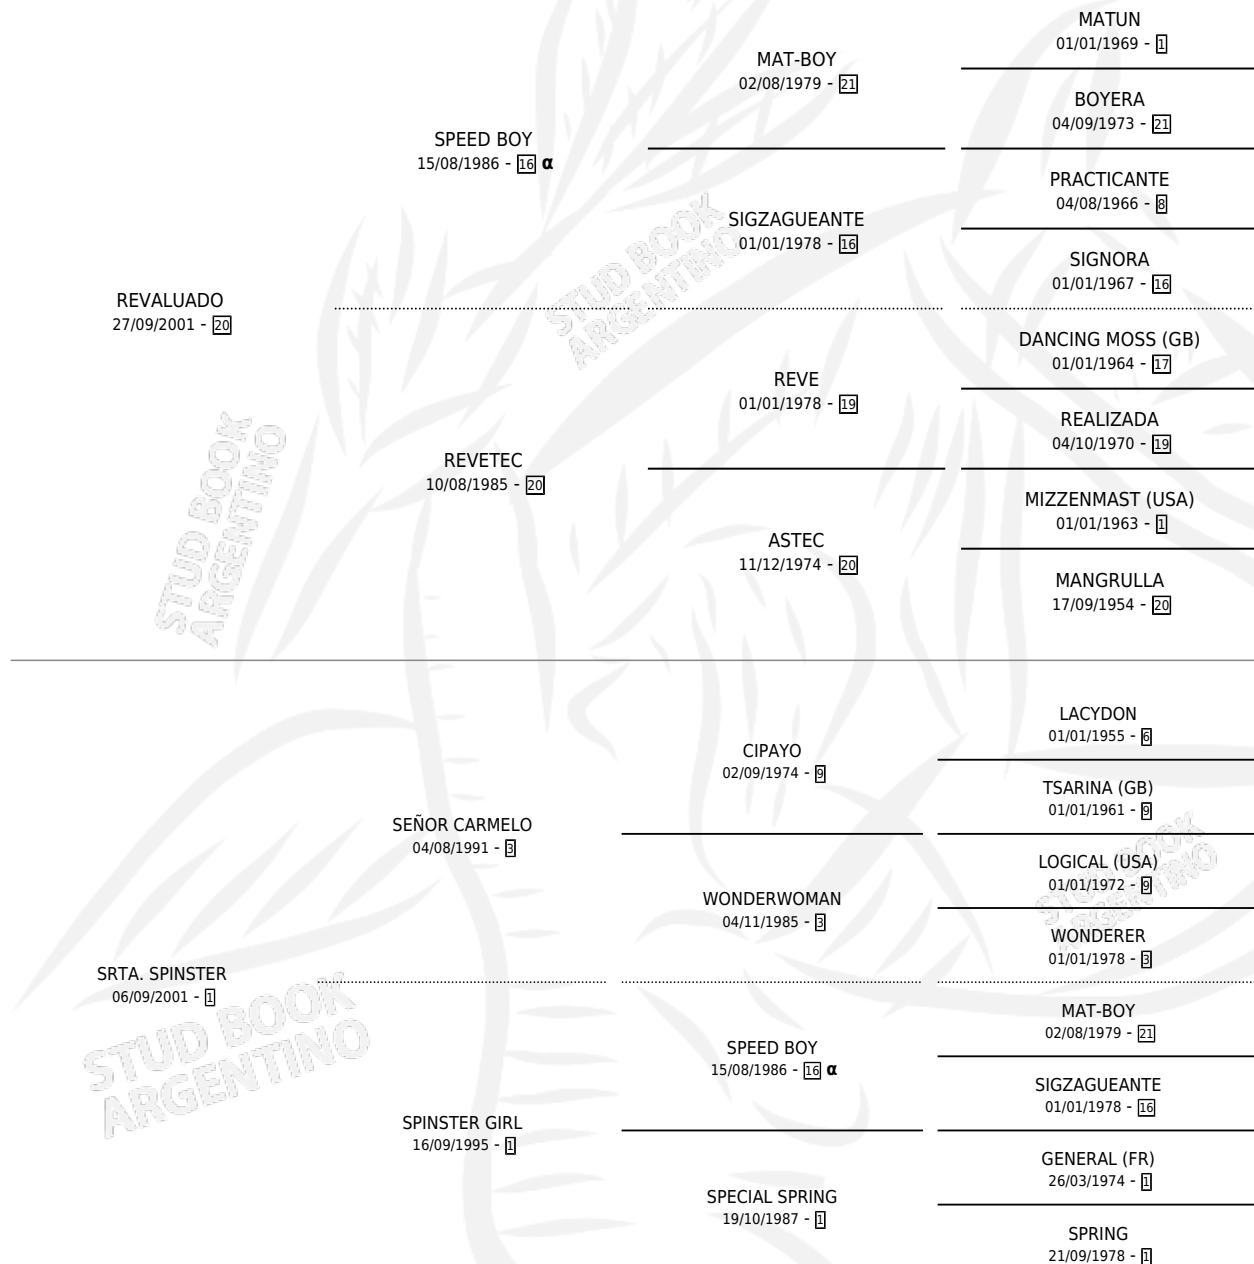 MATUN
01/01/1969 - 1
MAT-BOY
02/08/1979 - 21
BOYERA
04/09/1973 - 21
SPEED BOY
15/08/1986 - 16 α
PRACTICANTE
04/08/1966 - 8
SIGZAGUEANTE
01/01/1978 - 16
SIGNORA
01/01/1967 - 16
REVALUADO
27/09/2001 - 20
DANCING MOSS (GB)
01/01/1964 - 17
REVE
01/01/1978 - 19
REALIZADA
04/10/1970 - 19
REVETEC
10/08/1985 - 20
MIZZENMAST (USA)
01/01/1963 - 1
ASTEC
11/12/1974 - 20
MANGRULLA
17/09/1954 - 20
LACYDON
01/01/1955 - 6
CIPAYO
02/09/1974 - 9
TSARINA (GB)
01/01/1961 - 9
SEÑOR CARMELO
04/08/1991 - 3
LOGICAL (USA)
01/01/1972 - 9
WONDERWOMAN
04/11/1985 - 3
WONDERER
01/01/1978 - 3
SRTA. SPINSTER
06/09/2001 - 1
MAT-BOY
02/08/1979 - 21
SPEED BOY
15/08/1986 - 16 α
SIGZAGUEANTE
01/01/1978 - 16
SPINSTER GIRL
16/09/1995 - 1
GENERAL (FR)
26/03/1974 - 1
SPECIAL SPRING
19/10/1987 - 1
SPRING
21/09/1978 - 1
STUD BOOK
ARGENTINO
STUD BOOK
ARGENTINO
STUD BOOK
ARGENTINO
STUD BOOK
ARGENTINO